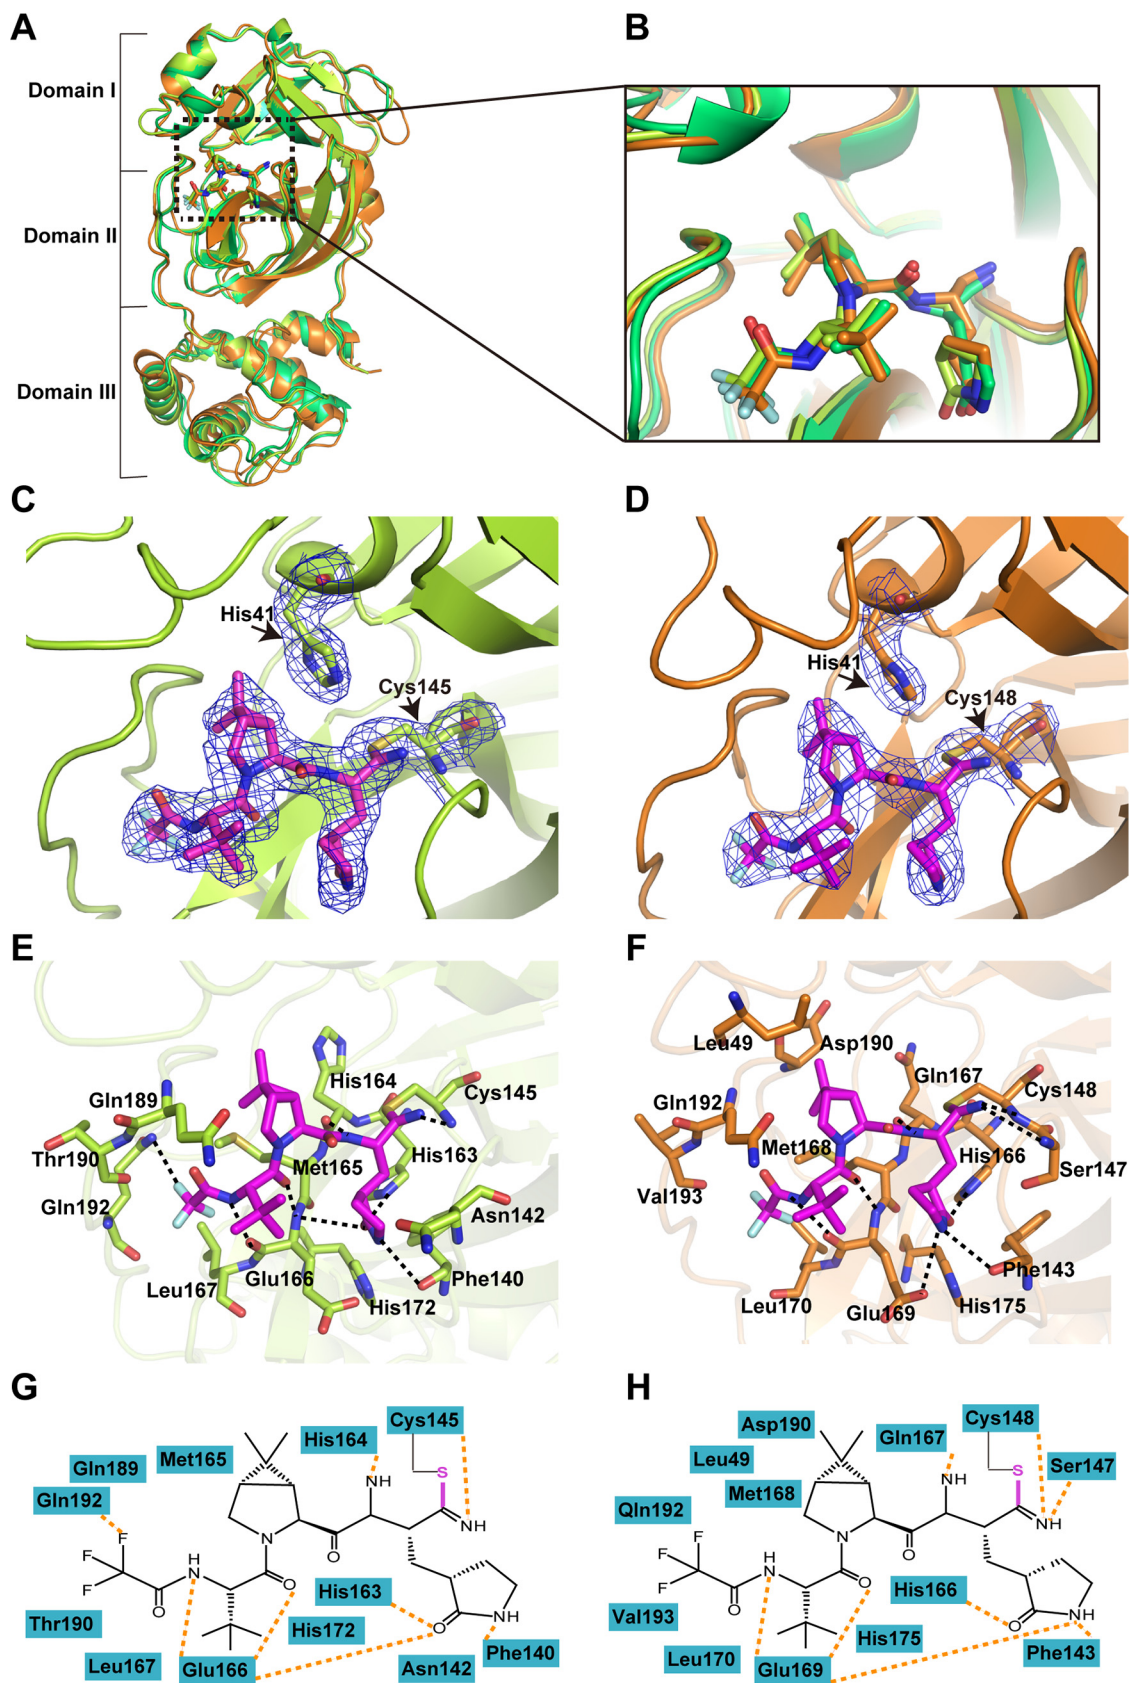 A
B
Domain I
Domain II
Domain III
C
D
His41
Cys145
His41
Cys148
E
F
His164
Cys145
Gln189
Thr190
Met165
His163
Gln192
Asn142
Leu167
Glu166
Phe140
His172
Leu49
Asp190
Gln167
Cys148
Gln192
Met168
His166
Ser147
Val193
Phe143
Leu170
Glu169
His175
G
H
Cys145
His164
Met165
Gln189
Gln192
S
NH
NH
F
F
F
N
H
N
O
O
O
O
NH
His163
His172
Thr190
Leu167
Glu166
Asn142
Phe140
Asp190
Cys148
Gln167
Leu49
Ser147
Met168
Qln192
S
NH
NH
F
F
F
N
H
N
O
O
O
O
NH
His166
Val193
His175
Leu170
Glu169
Phe143